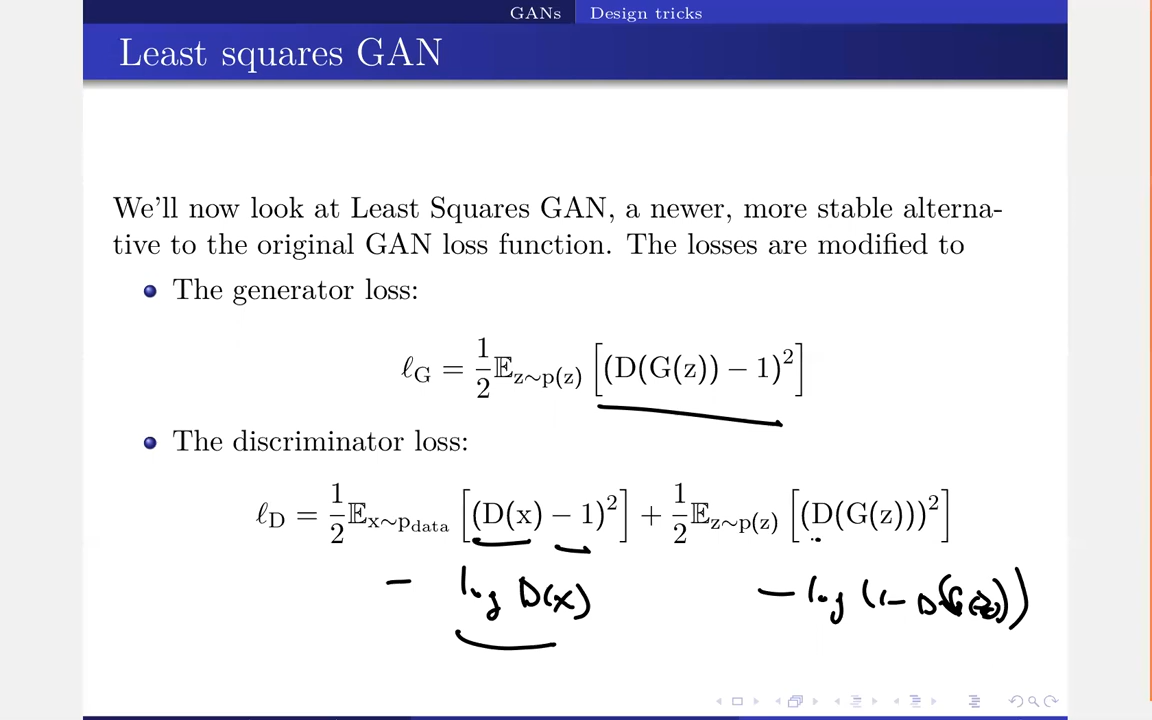 GANs Design tricks
Least squares GAN
We'll now look at Least Squares GAN, a newer, more stable alterna-
tive to the original GAN loss function. The losses are modified to
The generator loss:
ℓ_G = 1/2 𝔼_{z∼p(z)} [(D(G(z)) − 1)²]
The discriminator loss:
ℓ_D = 1/2 𝔼_{x∼p_data} [(D(x) − 1)²] + 1/2 𝔼_{z∼p(z)} [(D(G(z)))²]
− log D(x) − log (1− D(G(z)))